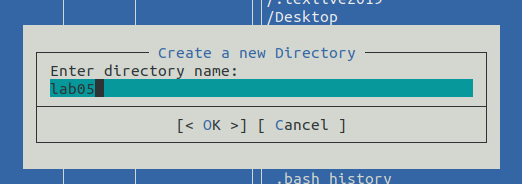 /.texlive2019
/Desktop
Create a new Directory
Enter directory name:
lab05
[< OK >] [ Cancel ]
.bash_history